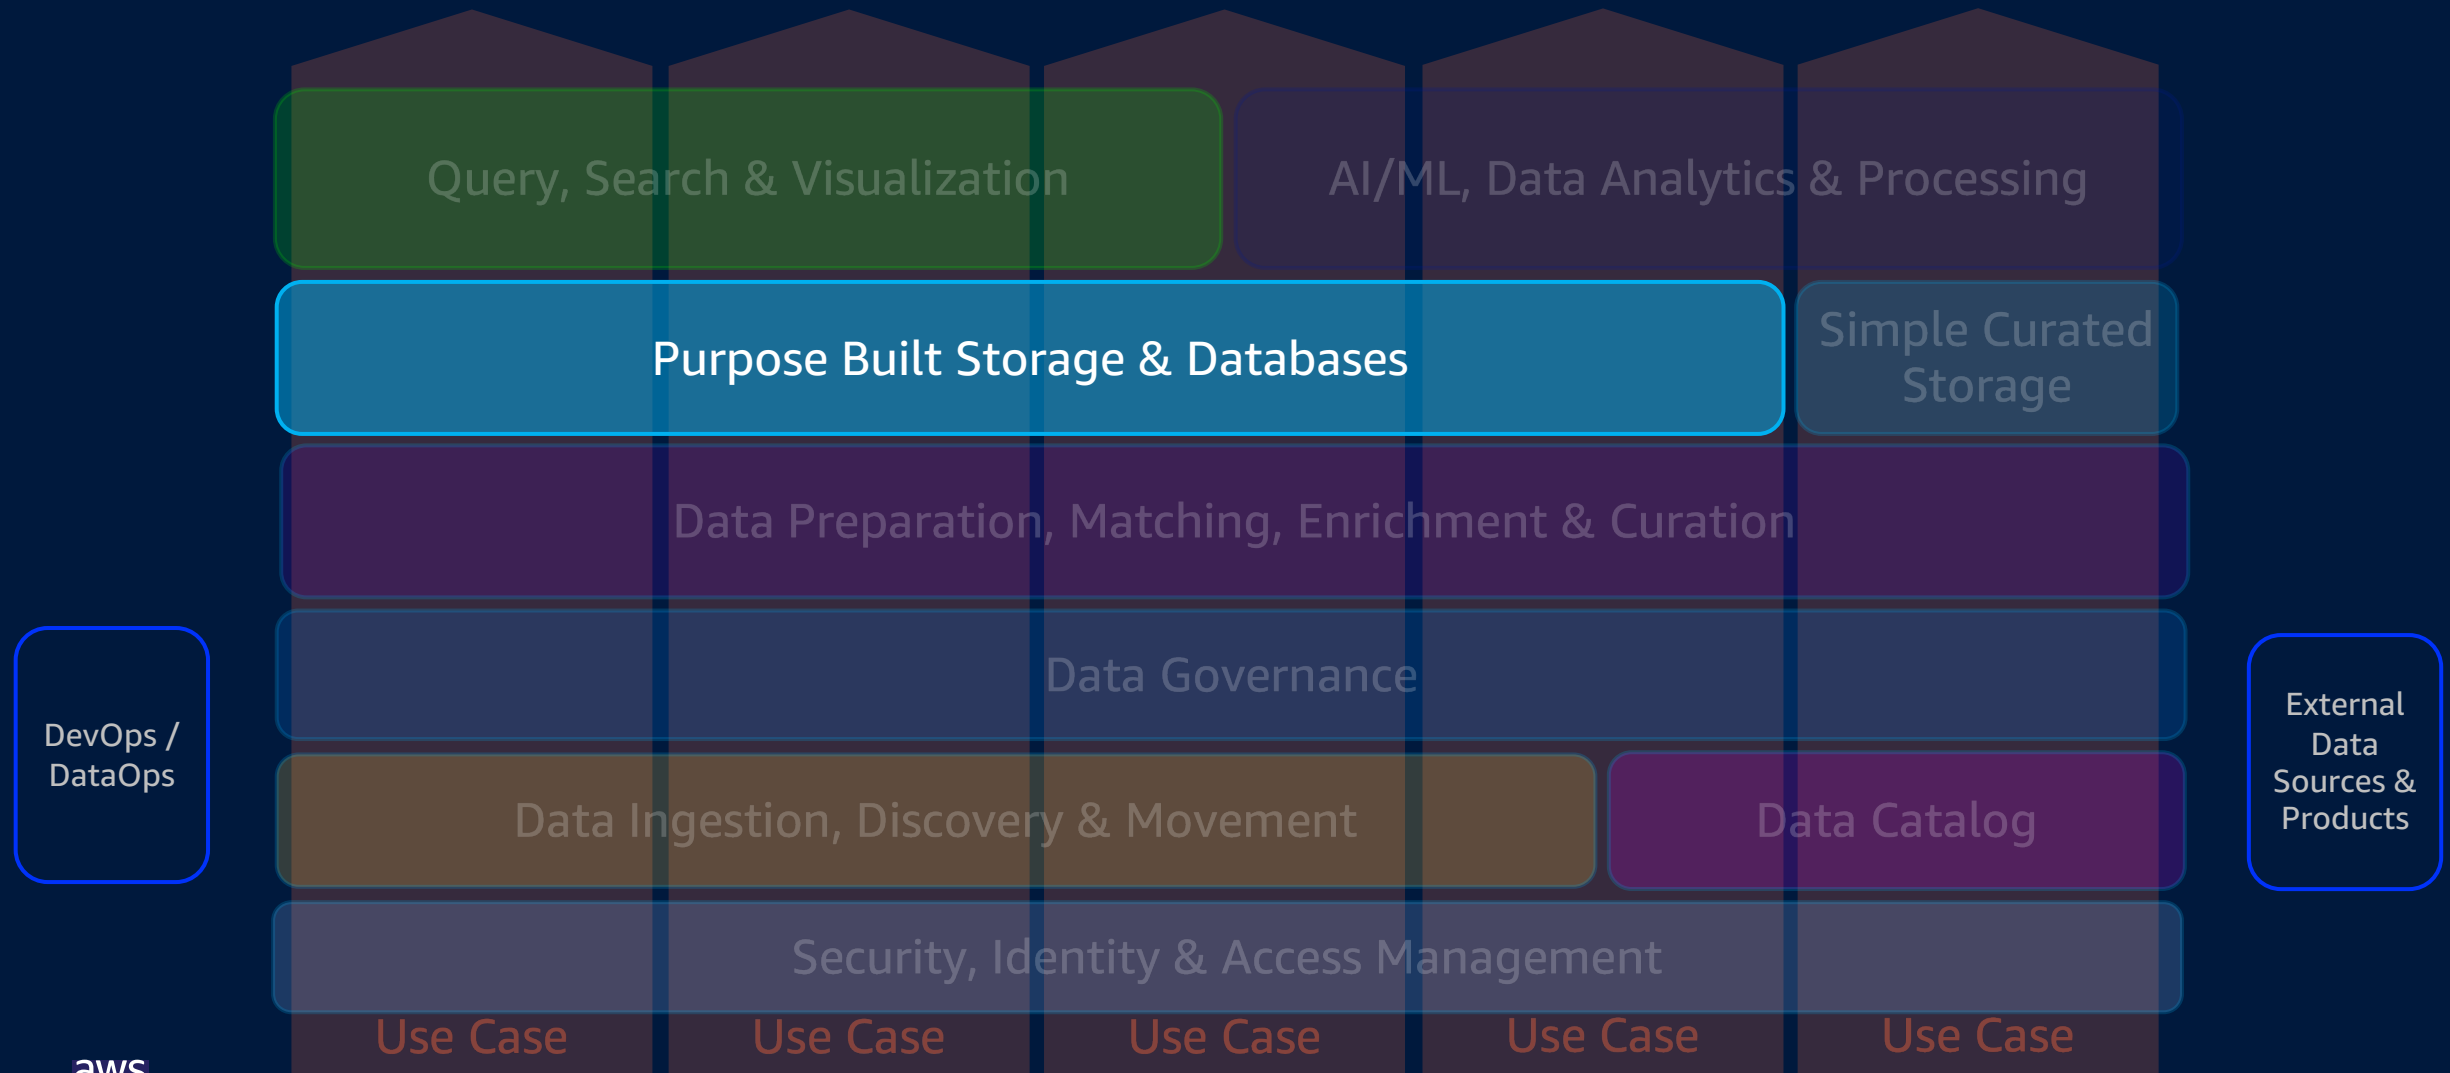 Query, Search & Visualization
AI/ML, Data Analytics & Processing
Purpose Built Storage & Databases
Simple Curated
Storage
Data Preparation, Matching, Enrichment & Curation
Data Governance
DevOps /
DataOps
External
Data
Sources &
Products
Data Ingestion, Discovery & Movement
Data Catalog
Security, Identity & Access Management
Use Case
Use Case
Use Case
Use Case
Use Case
aws